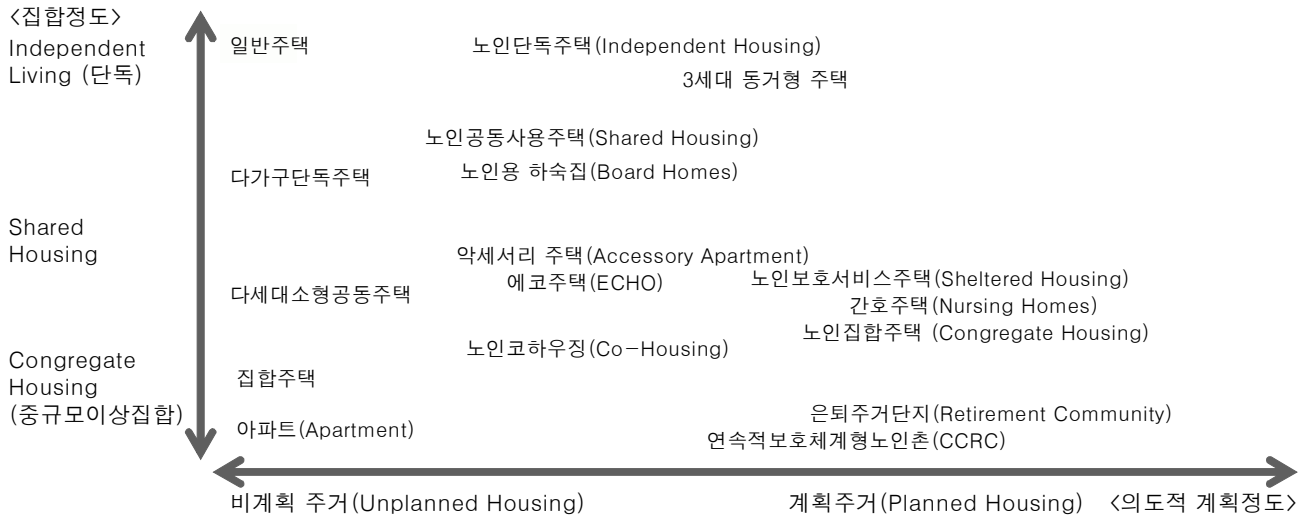 <집합정도>
Independent
Living (단독)
일반주택
노인단독주택(Independent Housing)
3세대 동거형 주택
노인공동사용주택(Shared Housing)
다가구단독주택
노인용 하숙집(Board Homes)
Shared
Housing
악세서리 주택(Accessory Apartment)
에코주택(ECHO)
노인보호서비스주택(Sheltered Housing)
다세대소형공동주택
간호주택(Nursing Homes)
노인집합주택 (Congregate Housing)
노인코하우징(Co-Housing)
Congregate
Housing
(중규모이상집합)
집합주택
은퇴주거단지(Retirement Community)
아파트(Apartment)
연속적보호체계형노인촌(CCRC)
비계획 주거(Unplanned Housing)
계획주거(Planned Housing)
<의도적 계획정도>